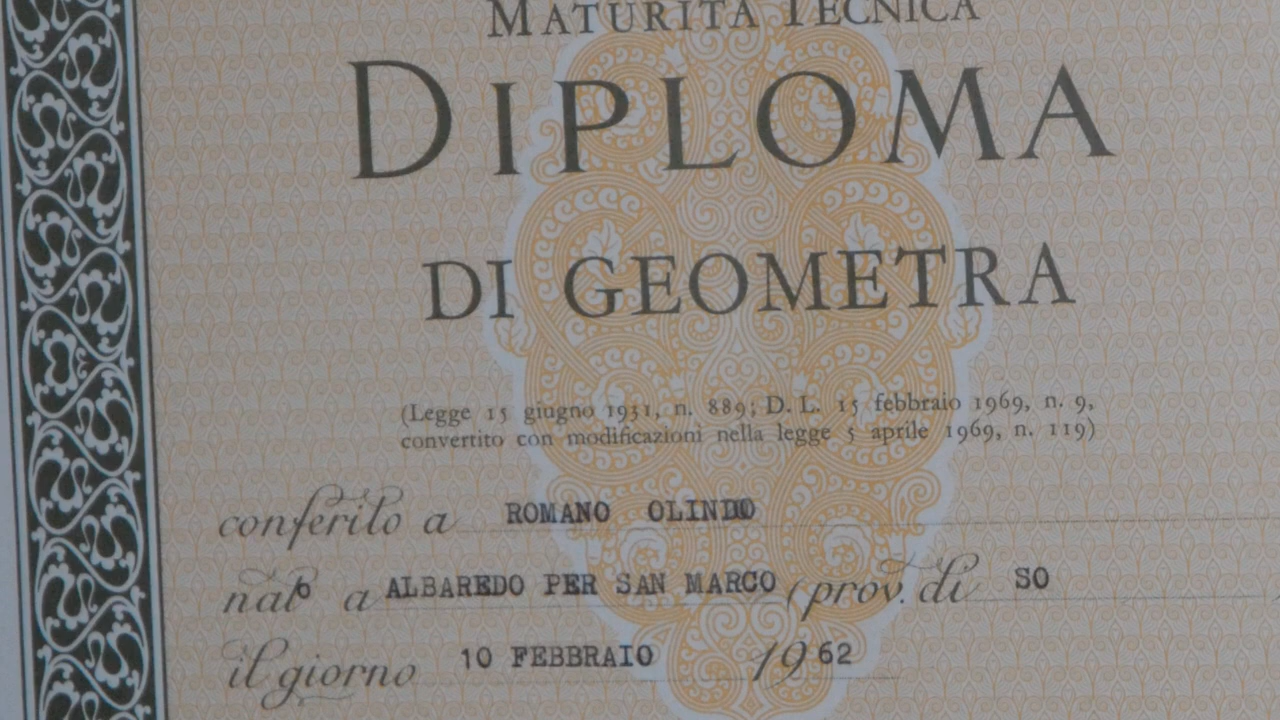 MATURITÀ TECNICA
DIPLOMA
DI GEOMETRA
(Legge 15 giugno 1931, n. 889; D. L. 15 febbraio 1969, n. 9,
convertito con modificazioni nella legge 5 aprile 1969, n. 119)
conferito a ROMANO OLINDO
nato a ALBAREDO PER SAN MARCO (prov. di SO
il giorno 10 FEBBRAIO 1962